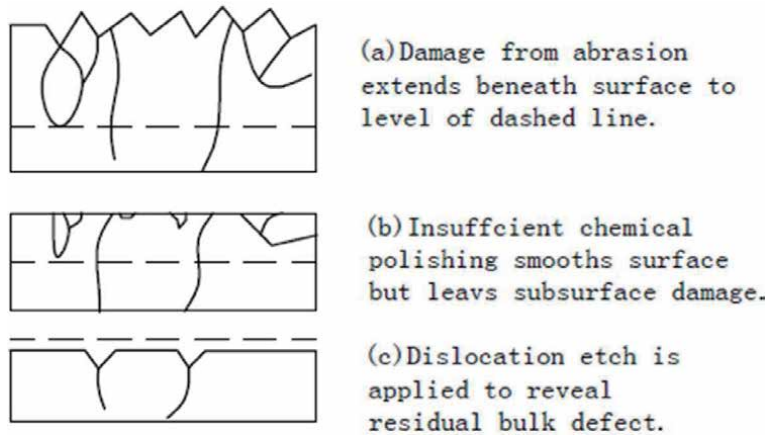 (a)Damage from abrasion
extends beneath surface to
level of dashed line.
(b)Insuffcient chemical
polishing smooths surface
but leavs subsurface damage.
(c)Dislocation etch is
applied to reveal
residual bulk defect.